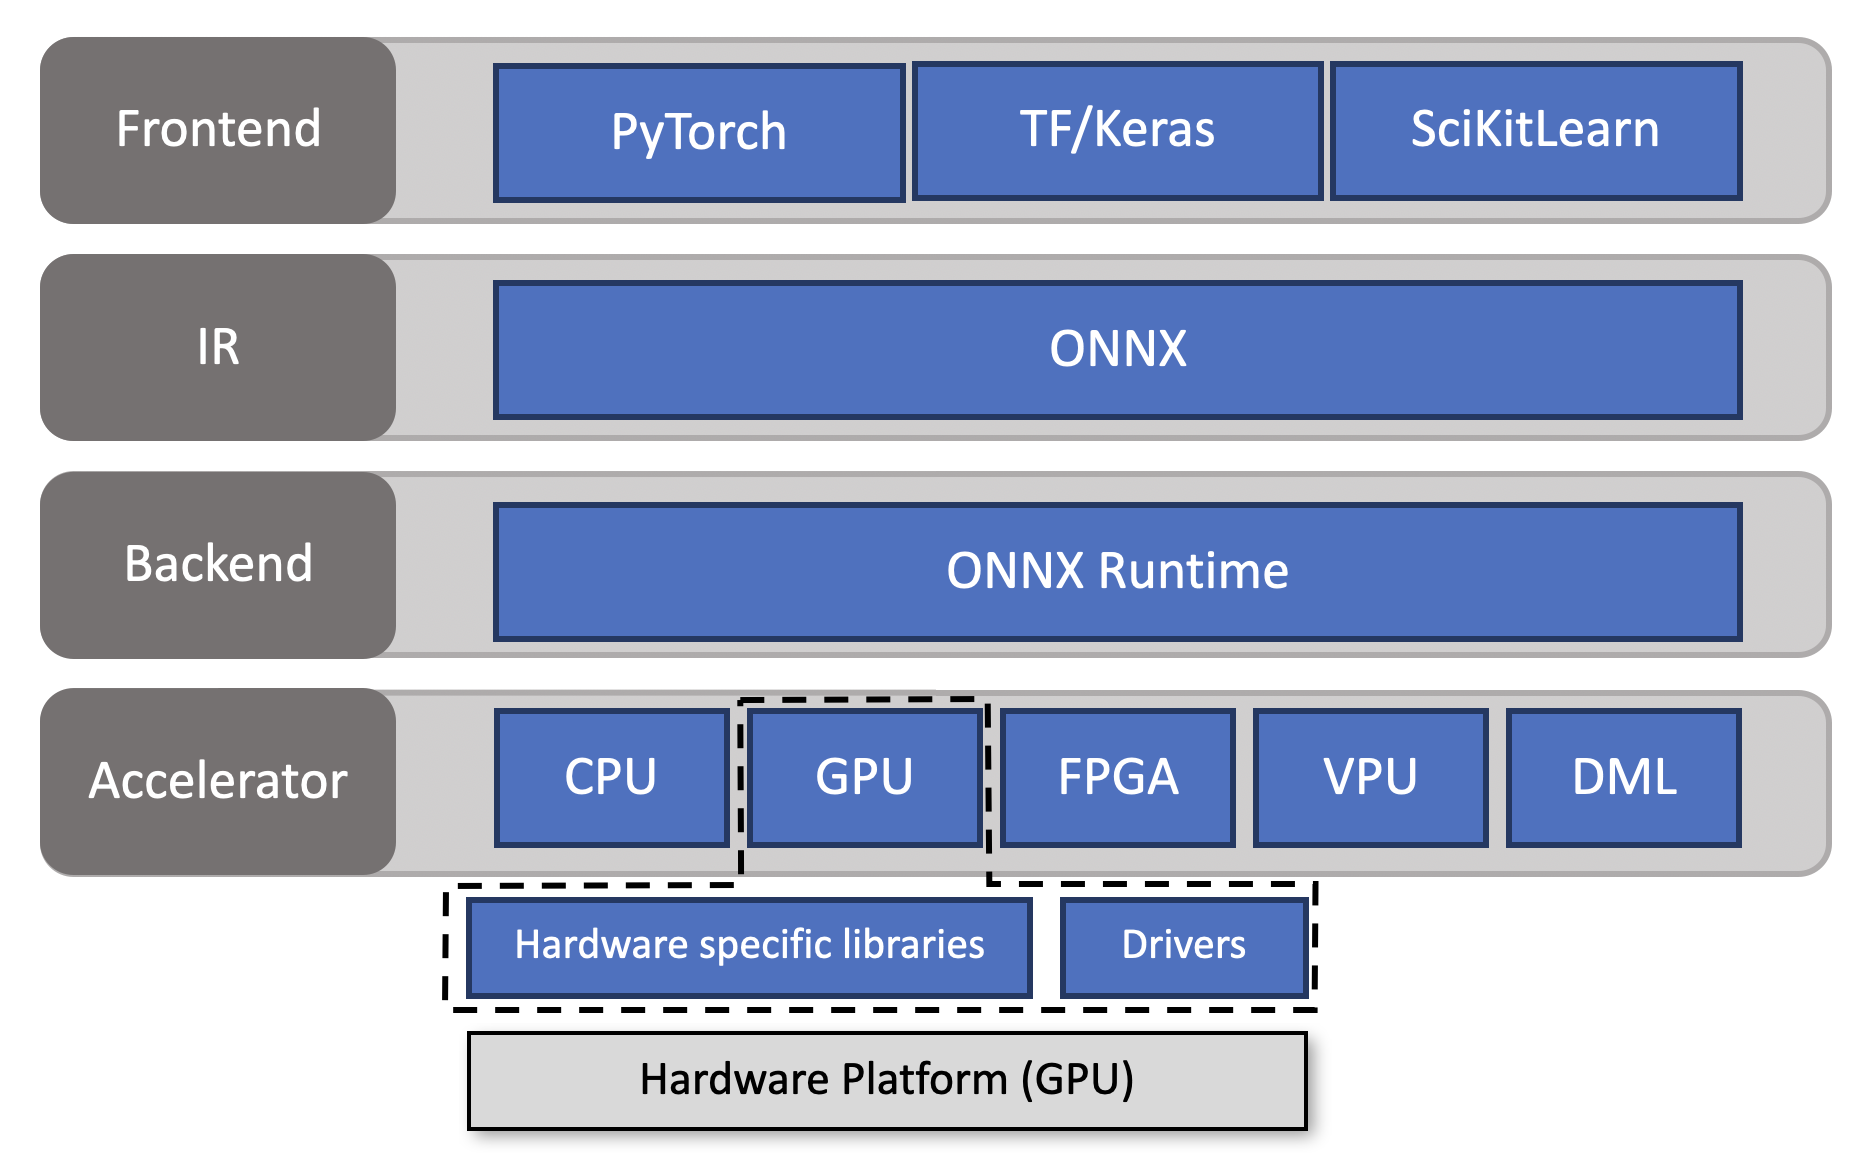 Frontend
PyTorch
TF/Keras
SciKitLearn
IR
ONNX
Backend
ONNX Runtime
Accelerator
CPU
GPU
FPGA
VPU
DML
Hardware specific libraries
Drivers
Hardware Platform (GPU)